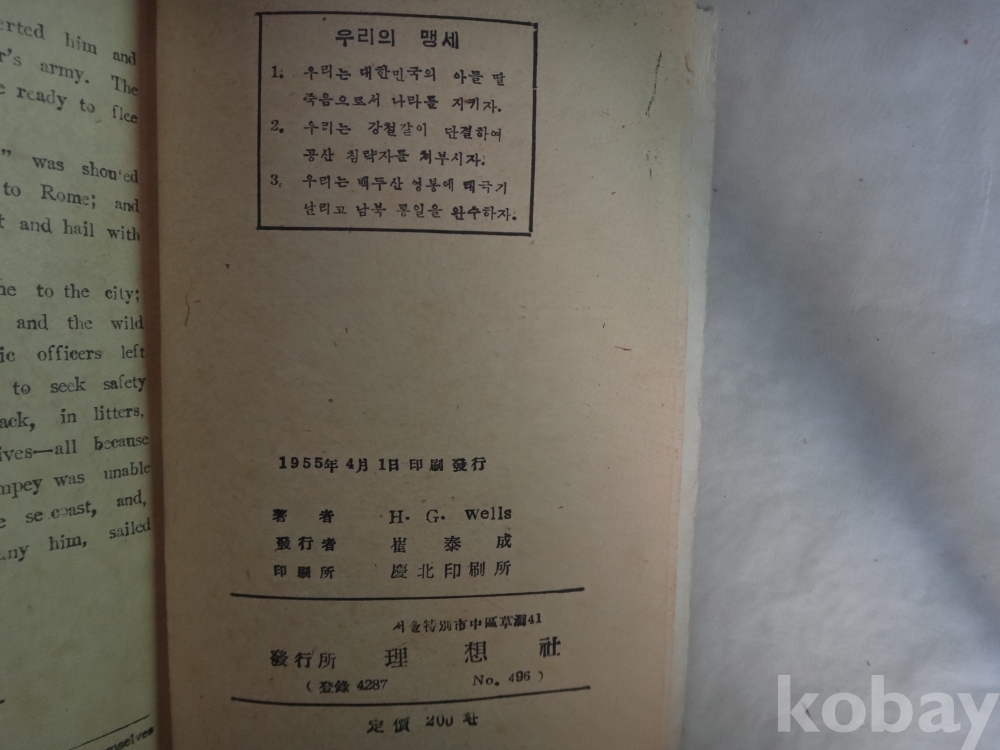 erted him and
r's army. The
e ready to flee
" was shouted
to Rome; and
t and hail with
ne to the city;
and the wild
ic officers left
to seek safety
ack, in litters,
ives—all because
mpey was unable
e se coast, and,
ny him, sailed
mselves
우리의 맹세
1. 우리는 대한민국의 아들 딸
죽음으로서 나라를 지키자.
2. 우리는 강철같이 단결하여
공산 침략자를 쳐부시자.
3. 우리는 백두산 영봉에 태극기
날리고 남북 통일을 완수하자.
1955年 4月 1日 印刷 發行
著者 H. G. Wells
發行者 崔泰成
印刷所 慶北印刷所
서울特別市中區草洞41
發行所 理想社
( 登錄 4287 No. 496 )
定價 200
kobay